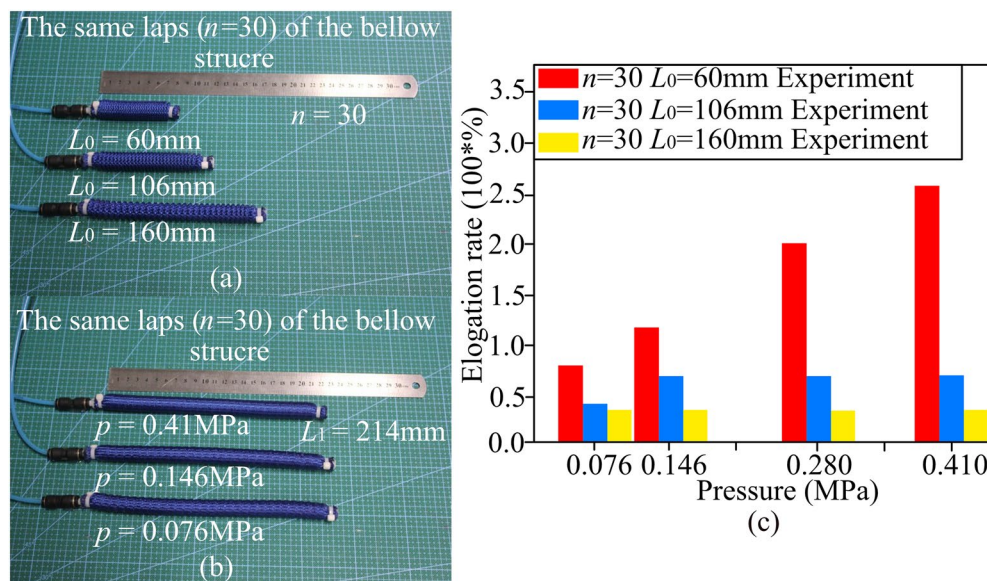 The same laps (n=30) of the bellow
strucre
n = 30
L0 = 60mm
L0 = 106mm
L0 = 160mm
(a)
The same laps (n=30) of the bellow
strucre
p = 0.41MPa
L1 = 214mm
p = 0.146MPa
p = 0.076MPa
(b)
n=30 L0=60mm Experiment
n=30 L0=106mm Experiment
n=30 L0=160mm Experiment
Elogation rate (100*%)
3.5
3.0
2.5
2.0
1.5
1.0
0.5
0.0
0.076 0.146 0.280 0.410
Pressure (MPa)
(c)